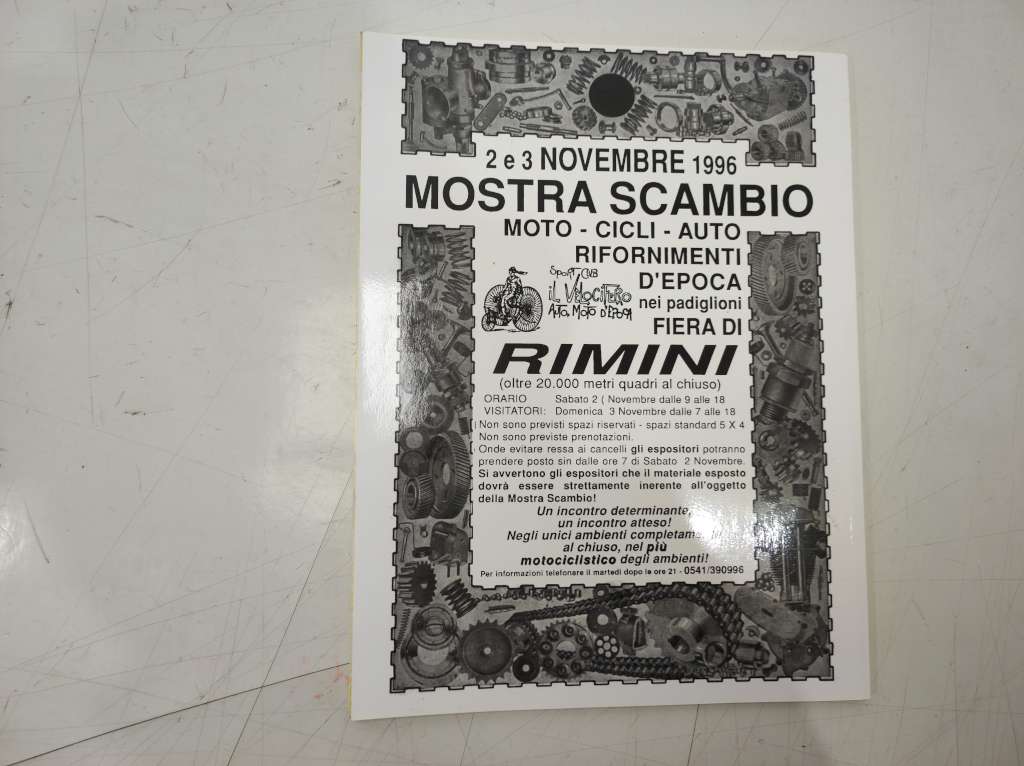 2 e 3 NOVEMBRE 1996
MOSTRA SCAMBIO
MOTO - CICLI - AUTO
RIFORNIMENTI
D'EPOCA
nei padiglioni
FIERA DI
SPORT CLUB
IL VELOCIFERO
AUTO, MOTO D'EPOCA
RIMINI
(oltre 20.000 metri quadri al chiuso)
ORARIO Sabato 2 ( Novembre dalle 9 alle 18
VISITATORI: Domenica 3 Novembre dalle 7 alle 18
Non sono previsti spazi riservati - spazi standard 5 X 4
Non sono previste prenotazioni.
Onde evitare ressa ai cancelli gli espositori potranno
prendere posto sin dalle ore 7 di Sabato 2 Novembre.
Si avvertono gli espositori che il materiale esposto
dovrà essere strettamente inerente all'oggetto
della Mostra Scambio!
Un incontro determinante,
un incontro atteso!
Negli unici ambienti completamente
al chiuso, nel più
motociclistico degli ambienti!
Per informazioni telefonare il martedì dopo le ore 21 - 0541/390996